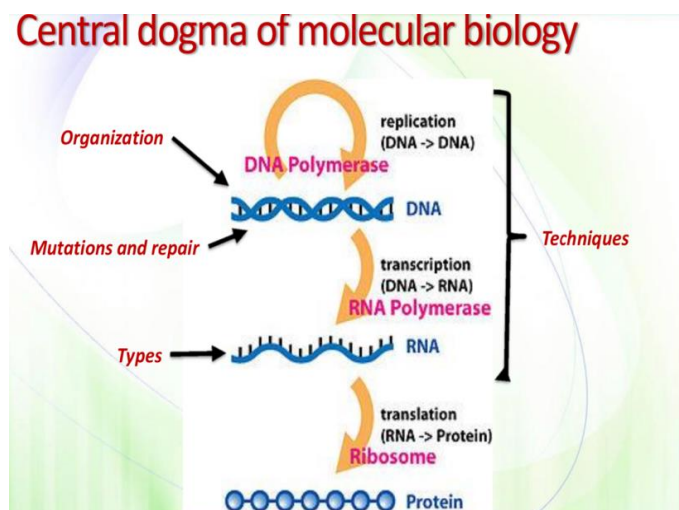 Central dogma of molecular biology
Organization
replication
(DNA -> DNA)
DNA Polymerase
DNA
Mutations and repair
Techniques
transcription
(DNA -> RNA)
RNA Polymerase
Types
RNA
translation
(RNA -> Protein)
Ribosome
Protein